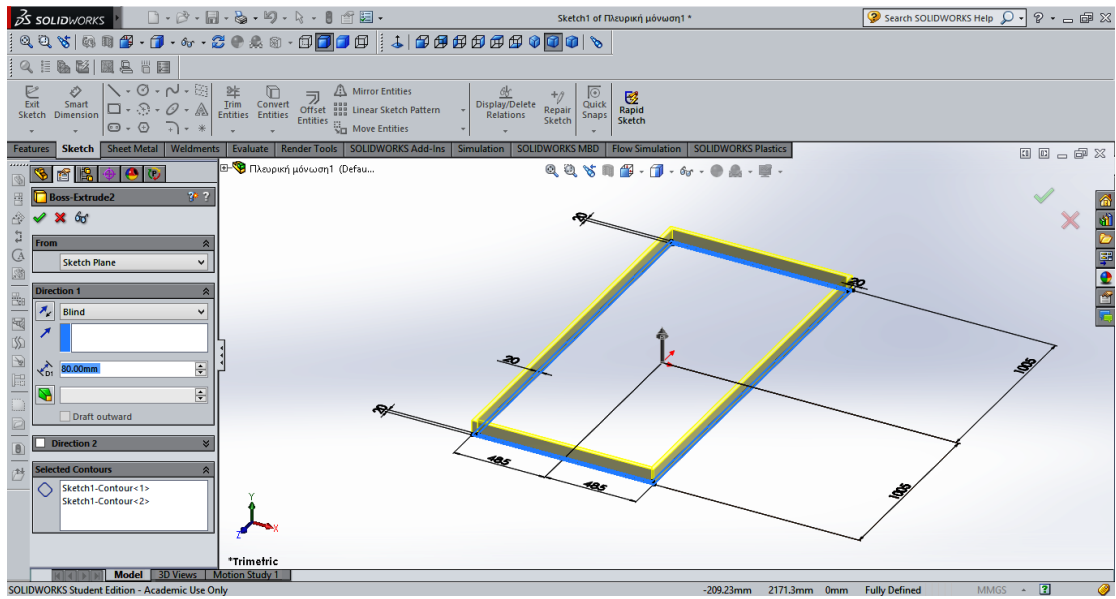 SOLIDWORKS
Sketch1 of Πλευρική μόνωση1 *
Search SOLIDWORKS Help
Exit Sketch
Smart Dimension
Trim Entities
Convert Entities
Offset Entities
Mirror Entities
Linear Sketch Pattern
Move Entities
Display/Delete Relations
Repair Sketch
Quick Snaps
Rapid Sketch
Features Sketch Sheet Metal Weldments Evaluate Render Tools SOLIDWORKS Add-Ins Simulation SOLIDWORKS MBD Flow Simulation SOLIDWORKS Plastics
Πλευρική μόνωση1 (Defau...
Boss-Extrude2
From
Sketch Plane
Direction 1
Blind
D1
80.00mm
Draft outward
Direction 2
Selected Contours
Sketch1-Contour<1>
Sketch1-Contour<2>
20
20
20
20
1005
1005
485
485
Y
X
Z
*Trimetric
Model 3D Views Motion Study 1
SOLIDWORKS Student Edition - Academic Use Only
-209.23mm 2171.3mm 0mm Fully Defined MMGS